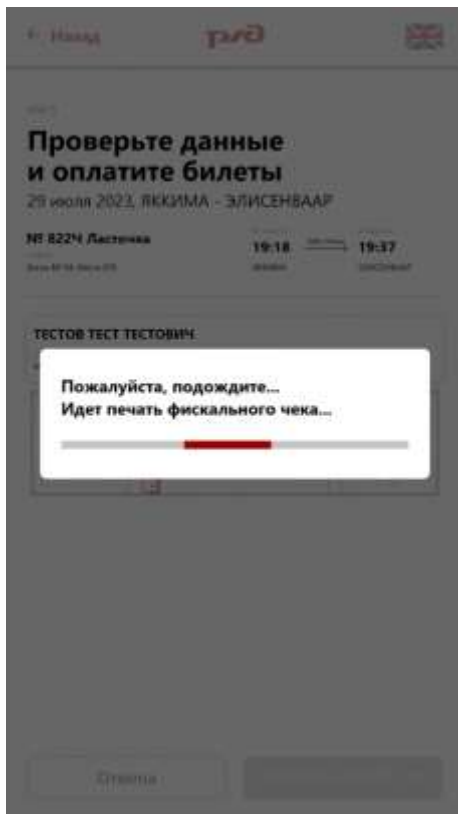 ← Назад
ржд
Проверьте данные
и оплатите билеты
29 июля 2023, ЯККИМА - ЭЛИСЕНВААР
№ 822Ч Ласточка
19:18
19:37
ТЕСТОВ ТЕСТ ТЕСТОВИЧ
Пожалуйста, подождите...
Идет печать фискального чека...
Отмена